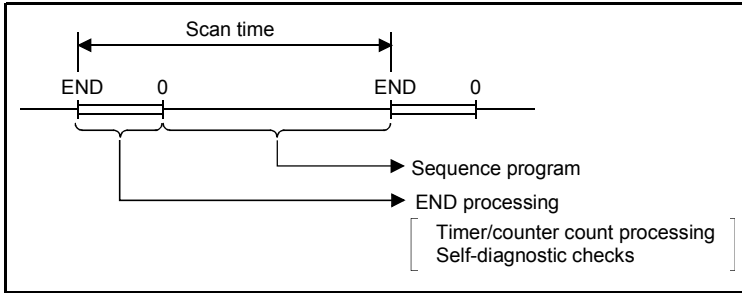 Scan time
END 0 END 0
Sequence program
END processing
Timer/counter count processing
Self-diagnostic checks